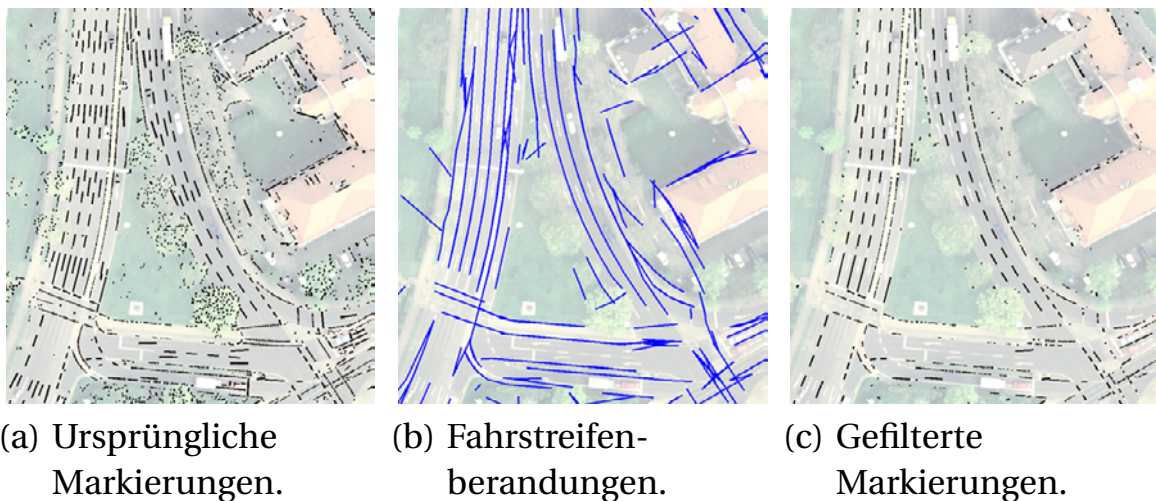 (a) Ursprüngliche
Markierungen.
(b) Fahrstreifen-
berandungen.
(c) Gefilterte
Markierungen.